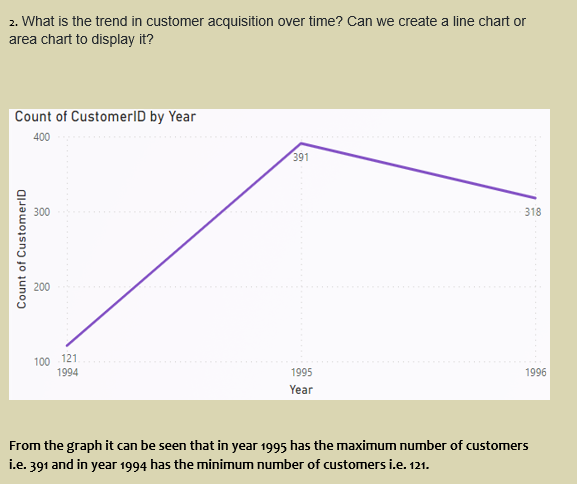 2. What is the trend in customer acquisition over time? Can we create a line chart or
area chart to display it?
Count of CustomerID by Year
400
300
200
100
Count of CustomerID
121
391
318
1994
1995
1996
Year
From the graph it can be seen that in year 1995 has the maximum number of customers
i.e. 391 and in year 1994 has the minimum number of customers i.e. 121.